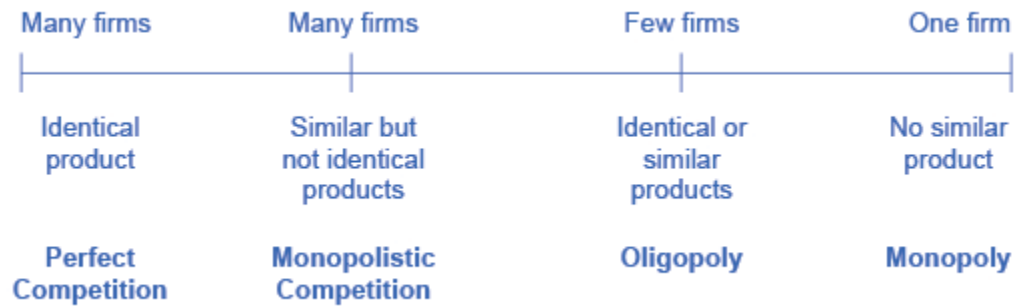 Many firms Many firms Few firms One firm
Identical product
Similar but not identical products
Identical or similar products
No similar product
Perfect Competition
Monopolistic Competition
Oligopoly
Monopoly